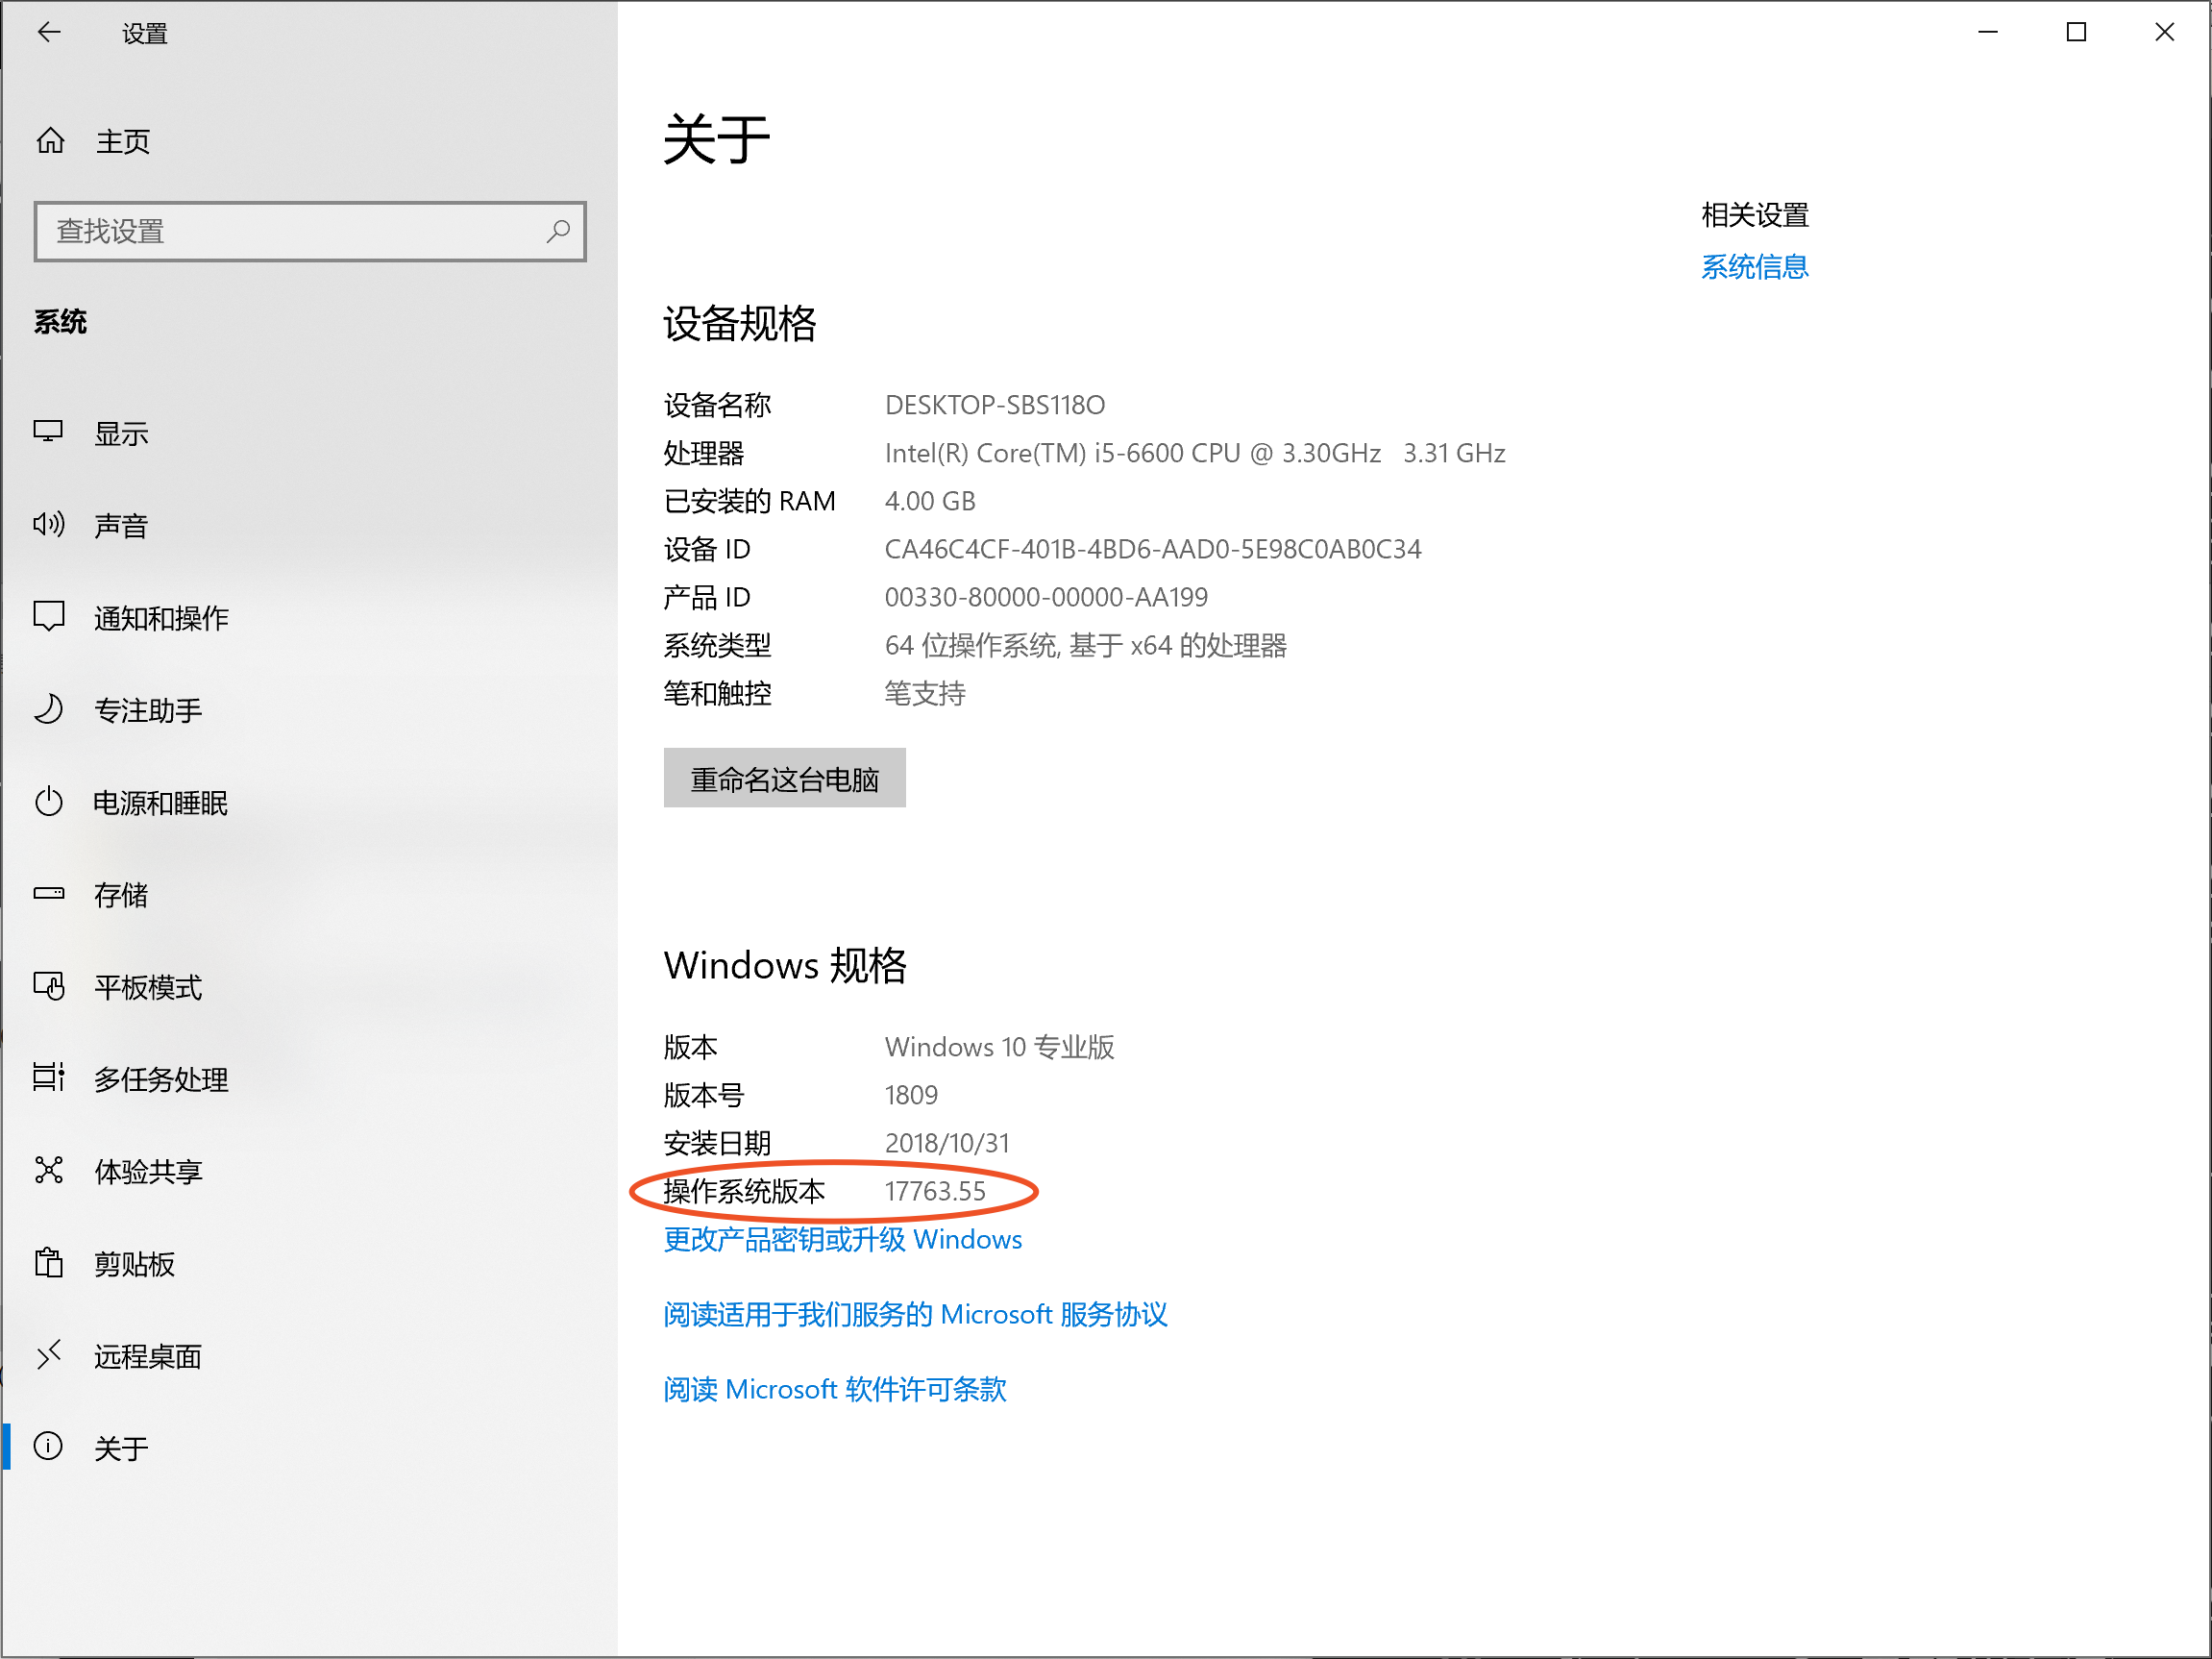 设置
主页
查找设置
系统
显示
声音
通知和操作
专注助手
电源和睡眠
存储
平板模式
多任务处理
体验共享
剪贴板
远程桌面
关于
关于
设备规格
设备名称 DESKTOP-SBS118O
处理器 Intel(R) Core(TM) i5-6600 CPU @ 3.30GHz 3.31 GHz
已安装的 RAM 4.00 GB
设备 ID CA46C4CF-401B-4BD6-AAD0-5E98C0AB0C34
产品 ID 00330-80000-00000-AA199
系统类型 64 位操作系统, 基于 x64 的处理器
笔和触控 笔支持
重命名这台电脑
Windows 规格
版本 Windows 10 专业版
版本号 1809
安装日期 2018/10/31
操作系统版本 17763.55
更改产品密钥或升级 Windows
阅读适用于我们服务的 Microsoft 服务协议
阅读 Microsoft 软件许可条款
相关设置
系统信息